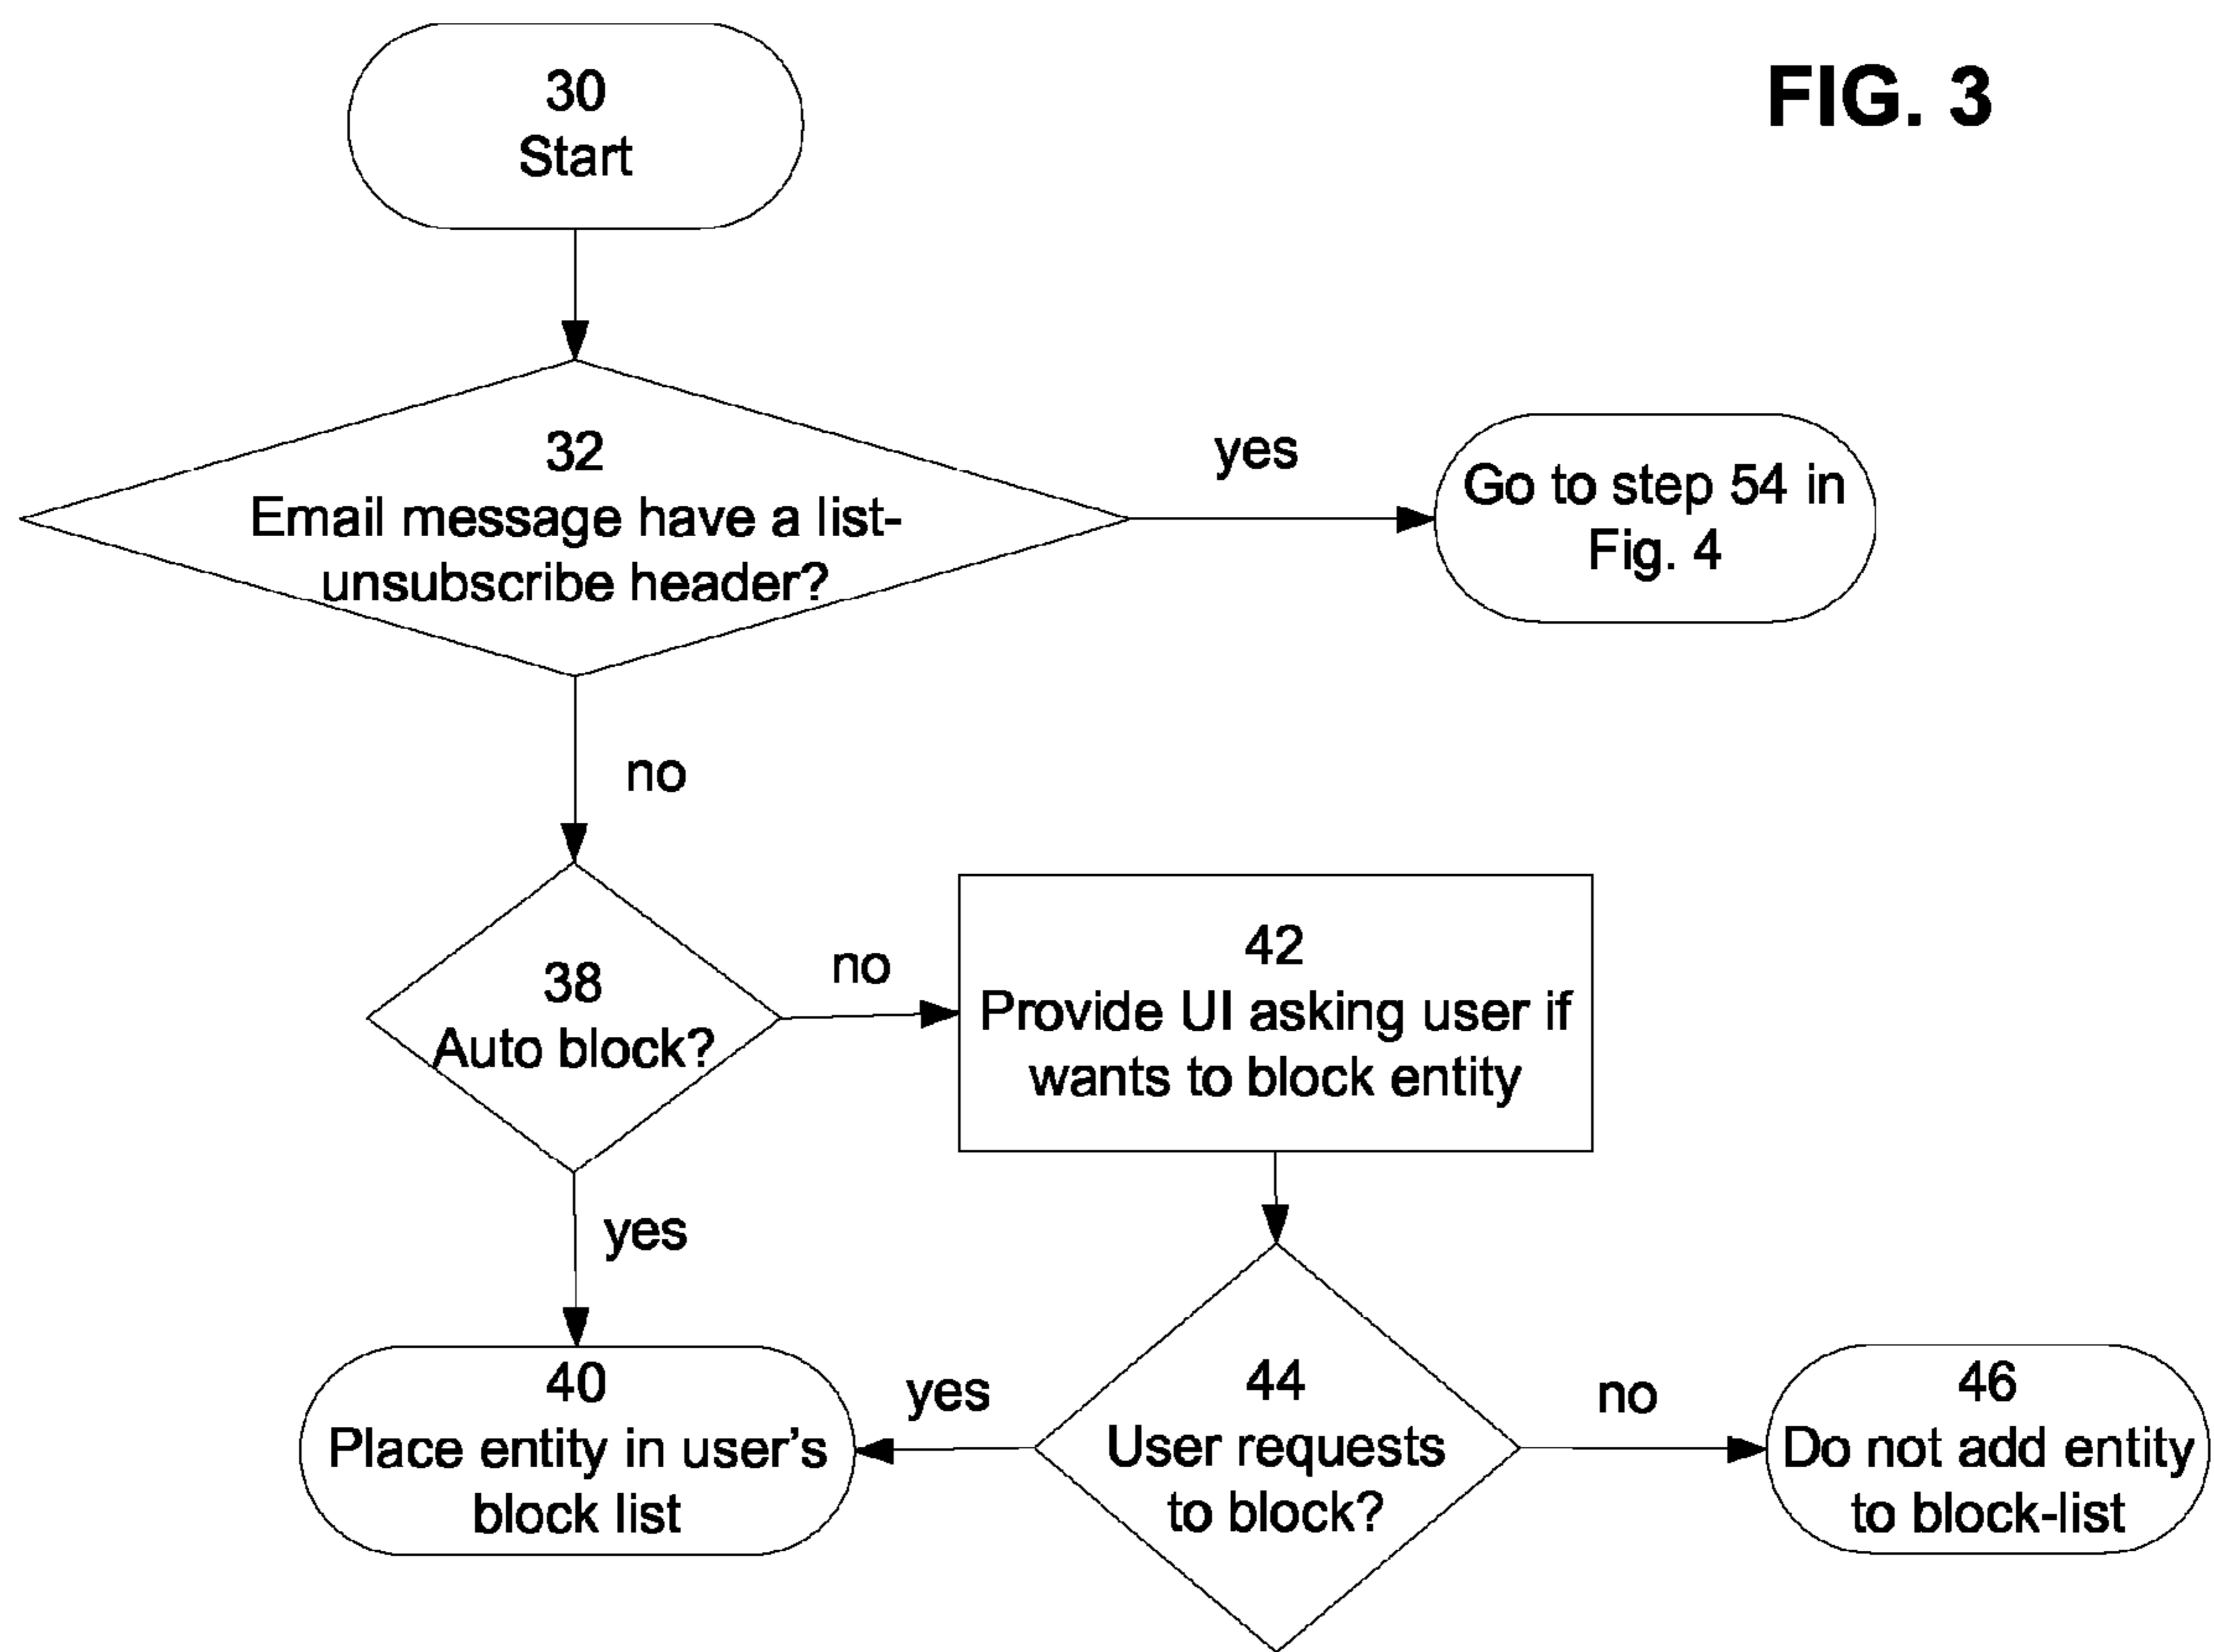 FIG. 3
30
Start
32
Email message have a list-
unsubscribe header?
yes
Go to step 54 in
Fig. 4
no
38
Auto block?
no
42
Provide UI asking user if
wants to block entity
yes
40
Place entity in user’s
block list
yes
44
User requests
to block?
no
46
Do not add entity
to block-list